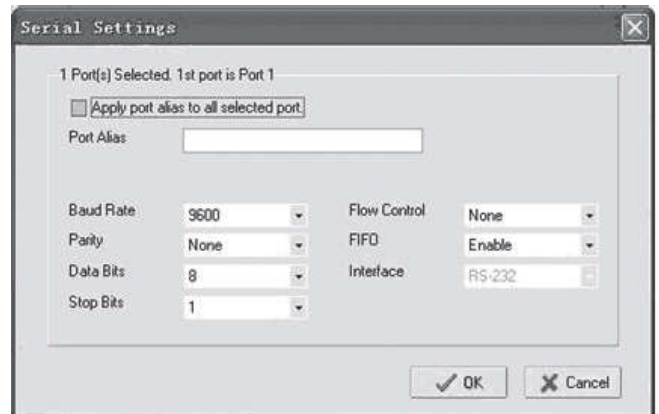 Serial Settings
1 Port(s) Selected. 1st port is Port 1
Apply port alias to all selected port
Port Alias
Baud Rate 9600 Flow Control None
Parity None FIFO Enable
Data Bits 8 Interface RS-232
Stop Bits 1
OK Cancel